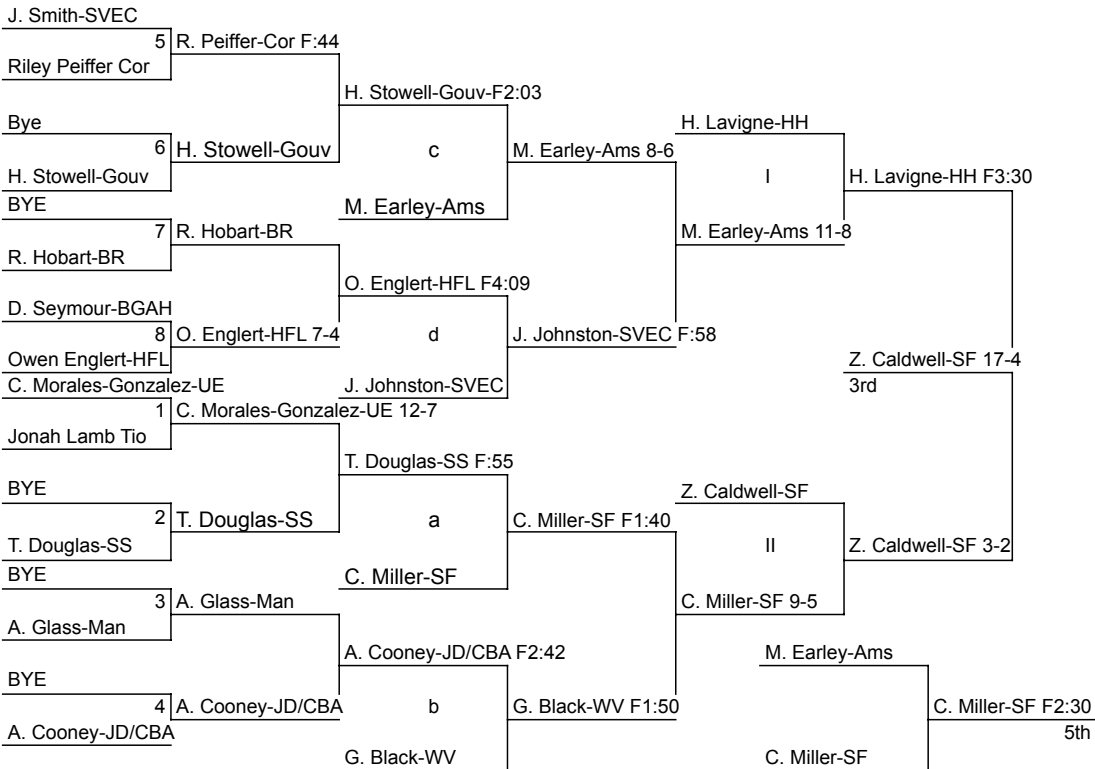 J. Smith-SVEC
5 R. Peiffer-Cor F:44
Riley Peiffer Cor
H. Stowell-Gouv-F2:03
Bye
H. Lavigne-HH
6 H. Stowell-Gouv
c
M. Earley-Ams 8-6
H. Stowell-Gouv
I
H. Lavigne-HH F3:30
BYE
M. Earley-Ams
7 R. Hobart-BR
M. Earley-Ams 11-8
R. Hobart-BR
O. Englert-HFL F4:09
D. Seymour-BGAH
8 O. Englert-HFL 7-4
d
J. Johnston-SVEC F:58
Owen Englert-HFL
Z. Caldwell-SF 17-4
C. Morales-Gonzalez-UE
J. Johnston-SVEC
3rd
1 C. Morales-Gonzalez-UE 12-7
Jonah Lamb Tio
T. Douglas-SS F:55
BYE
Z. Caldwell-SF
2 T. Douglas-SS
a
C. Miller-SF F1:40
T. Douglas-SS
II
Z. Caldwell-SF 3-2
BYE
C. Miller-SF
3 A. Glass-Man
C. Miller-SF 9-5
A. Glass-Man
A. Cooney-JD/CBA F2:42
M. Earley-Ams
BYE
4 A. Cooney-JD/CBA
b
G. Black-WV F1:50
C. Miller-SF F2:30
A. Cooney-JD/CBA
5th
G. Black-WV
C. Miller-SF